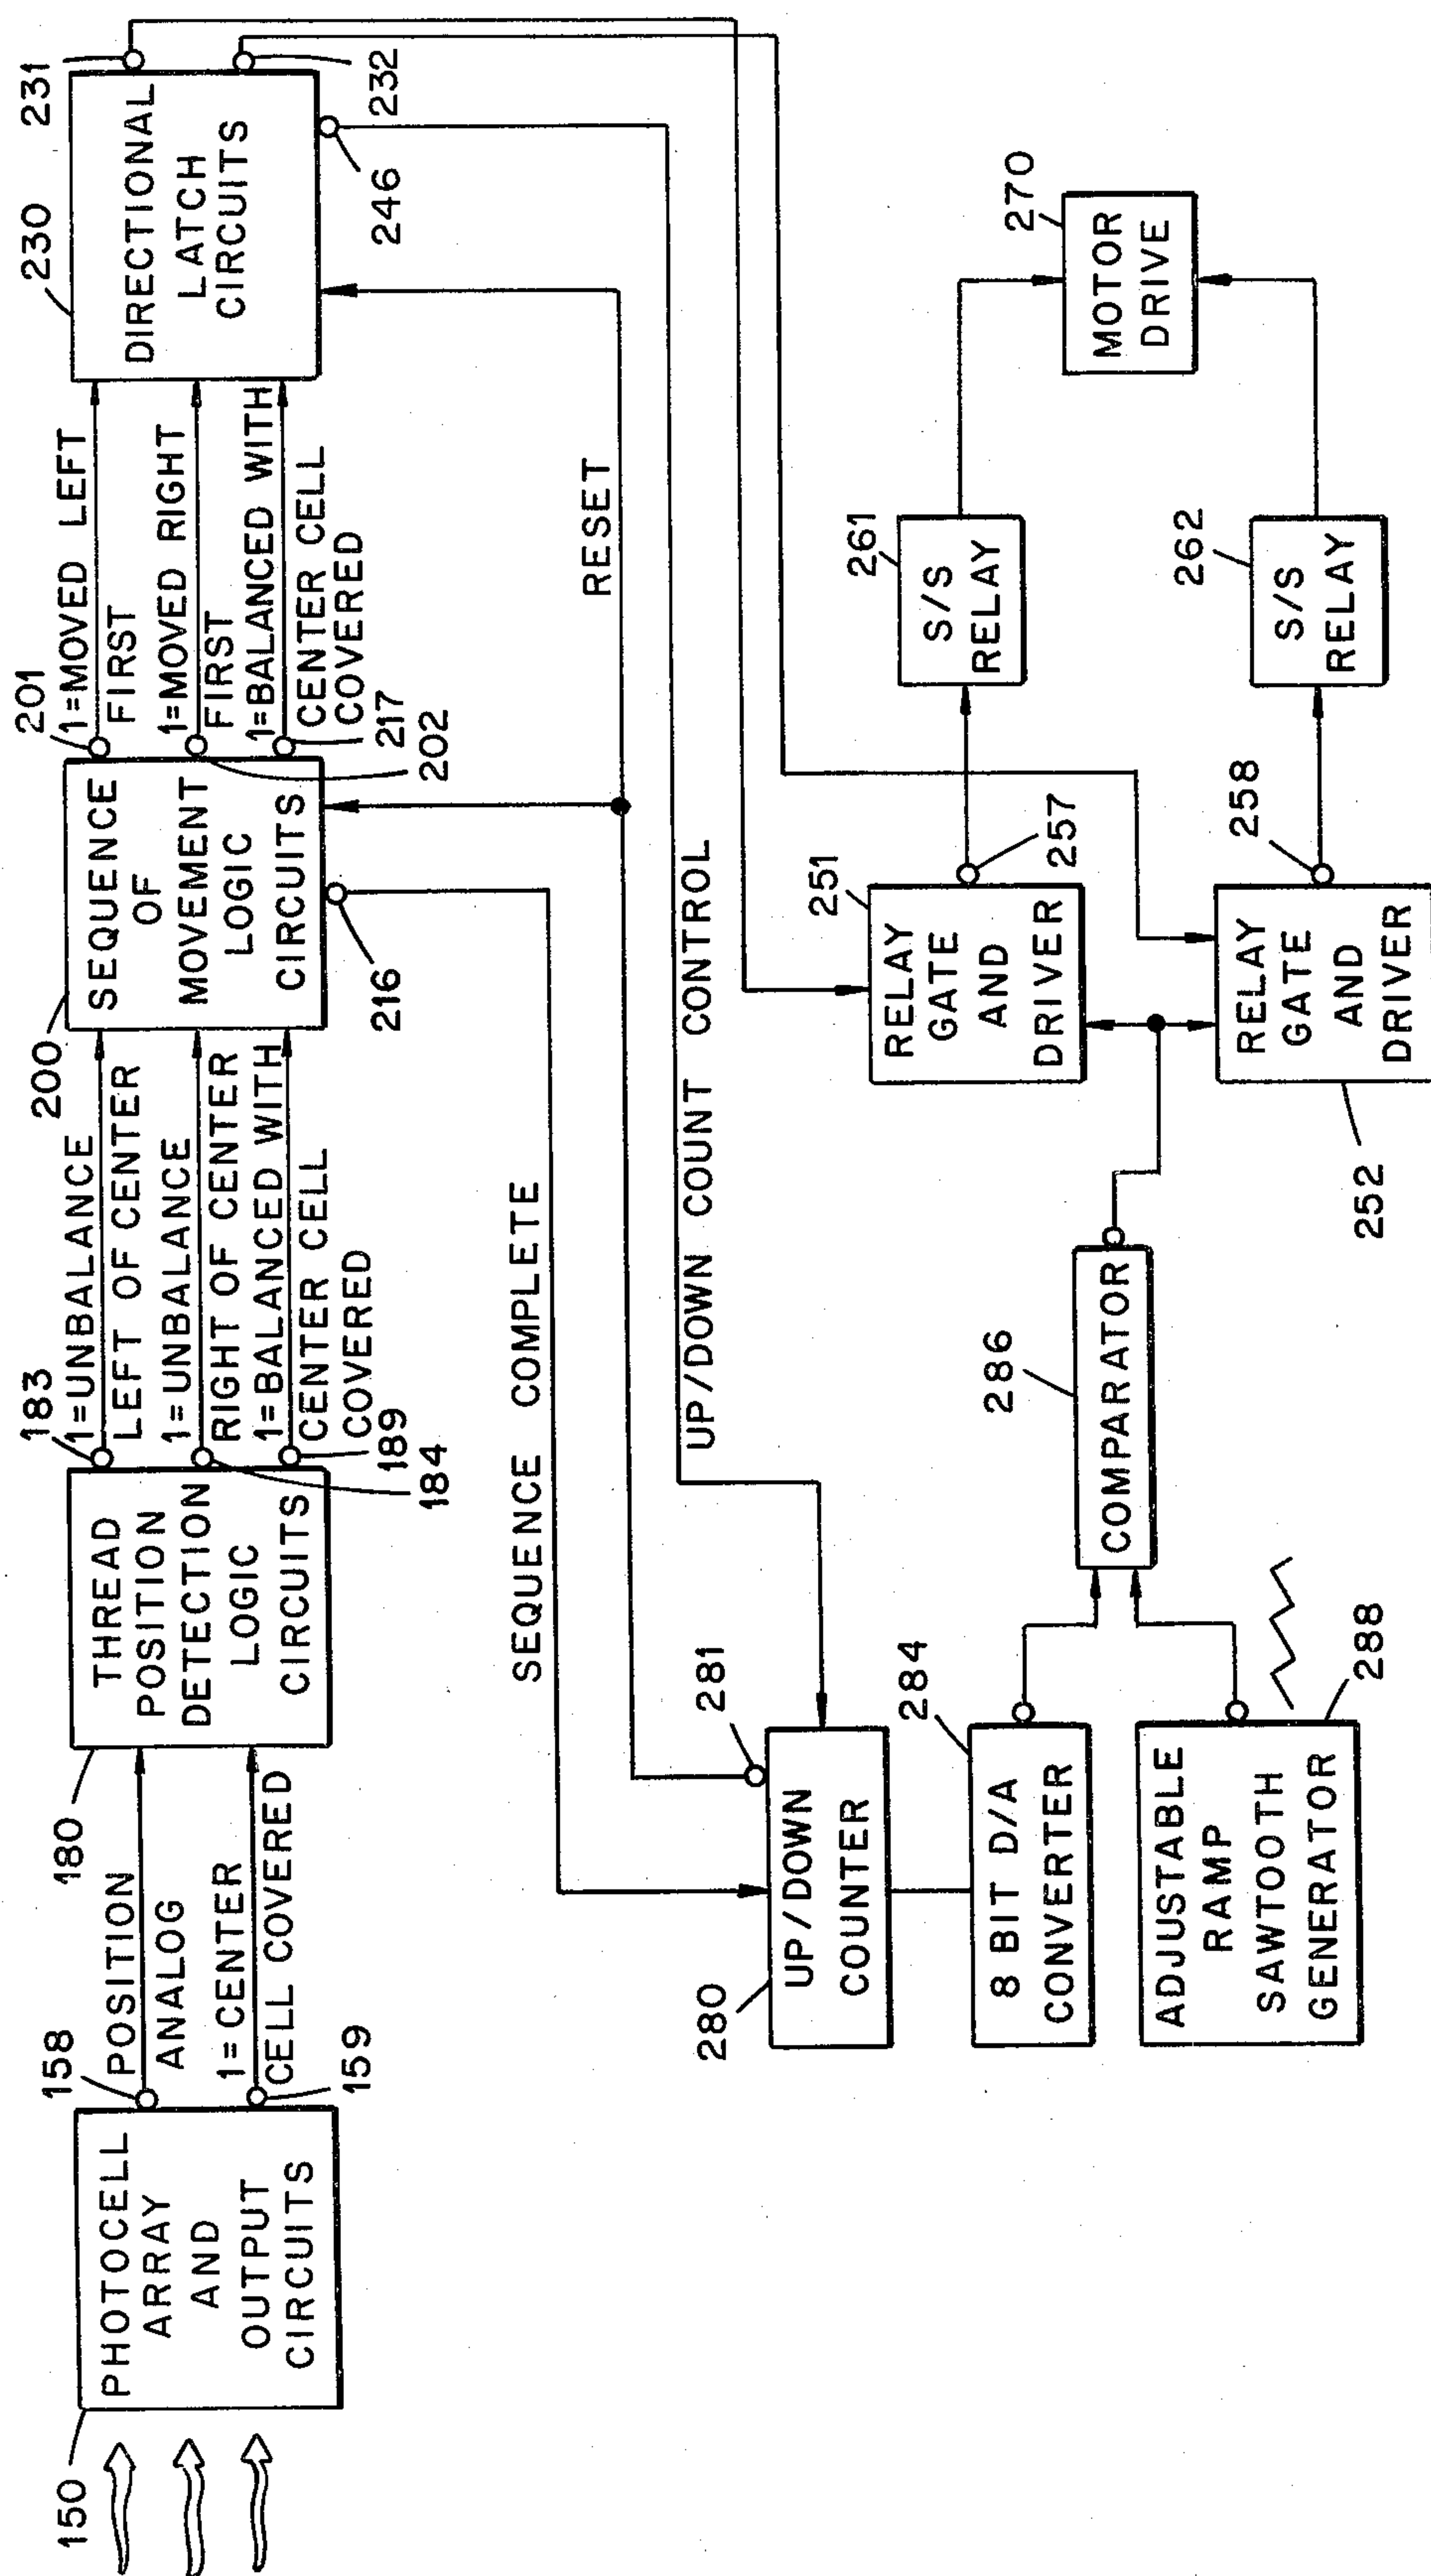 150
PHOTOCELL
ARRAY
AND
OUTPUT
CIRCUITS
158
POSITION
ANALOG
1=CENTER
CELL COVERED
159
180
THREAD
POSITION
DETECTION
LOGIC
CIRCUITS
183
1=UNBALANCE
LEFT OF CENTER
1=UNBALANCE
RIGHT OF CENTER
1=BALANCED WITH
CENTER CELL
COVERED
189
184
200
SEQUENCE
OF
MOVEMENT
LOGIC
CIRCUITS
216
201
1=MOVED LEFT
FIRST
1=MOVED RIGHT
FIRST
1=BALANCED WITH
CENTER CELL
COVERED
217
202
230
DIRECTIONAL
LATCH
CIRCUITS
231
232
246
RESET
SEQUENCE COMPLETE
UP/DOWN COUNT CONTROL
280
UP/DOWN
COUNTER
281
284
8 BIT D/A
CONVERTER
ADJUSTABLE
RAMP
SAWTOOTH
GENERATOR
288
286
COMPARATOR
251
RELAY
GATE
AND
DRIVER
257
252
RELAY
GATE
AND
DRIVER
258
261
S/S
RELAY
262
S/S
RELAY
270
MOTOR
DRIVE